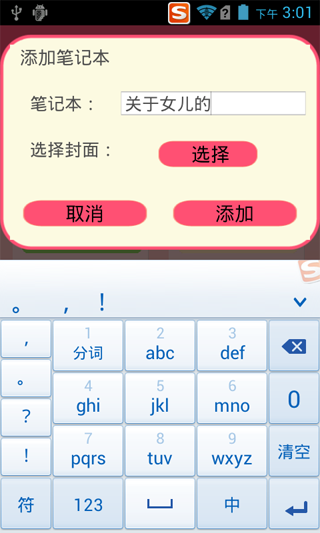 下午 3:01
添加笔记本
笔记本： 关于女儿的
选择封面： 选择
取消 添加
。 , !
, 1 分词 2 abc 3 def
。 4 ghi 5 jkl 6 mno 0
? 7 pqrs 8 tuv 9 wxyz 清空
!
符 123 中